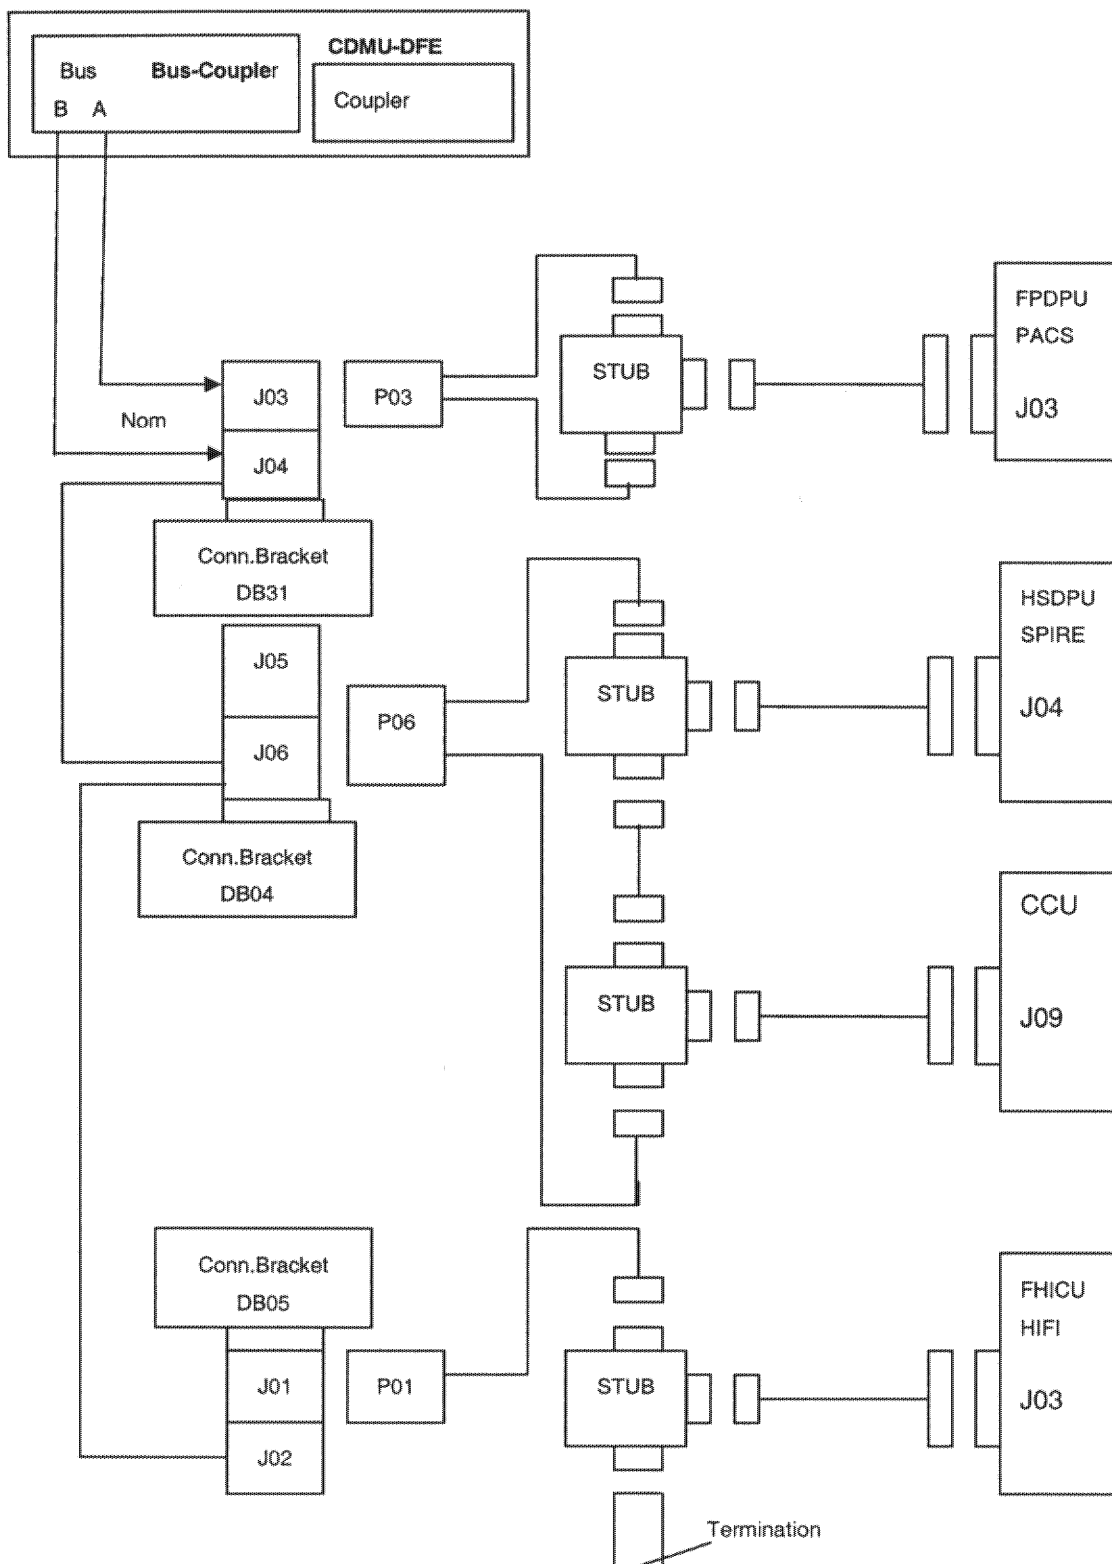 CDMU-DFE
Bus Bus-Coupler
B A
Coupler
Nom
J03
J04
P03
STUB
FPDPU
PACS
J03
Conn.Bracket
DB31
J05
J06
P06
STUB
HSDPU
SPIRE
J04
Conn.Bracket
DB04
STUB
CCU
J09
Conn.Bracket
DB05
J01
J02
P01
STUB
FHICU
HIFI
J03
Termination